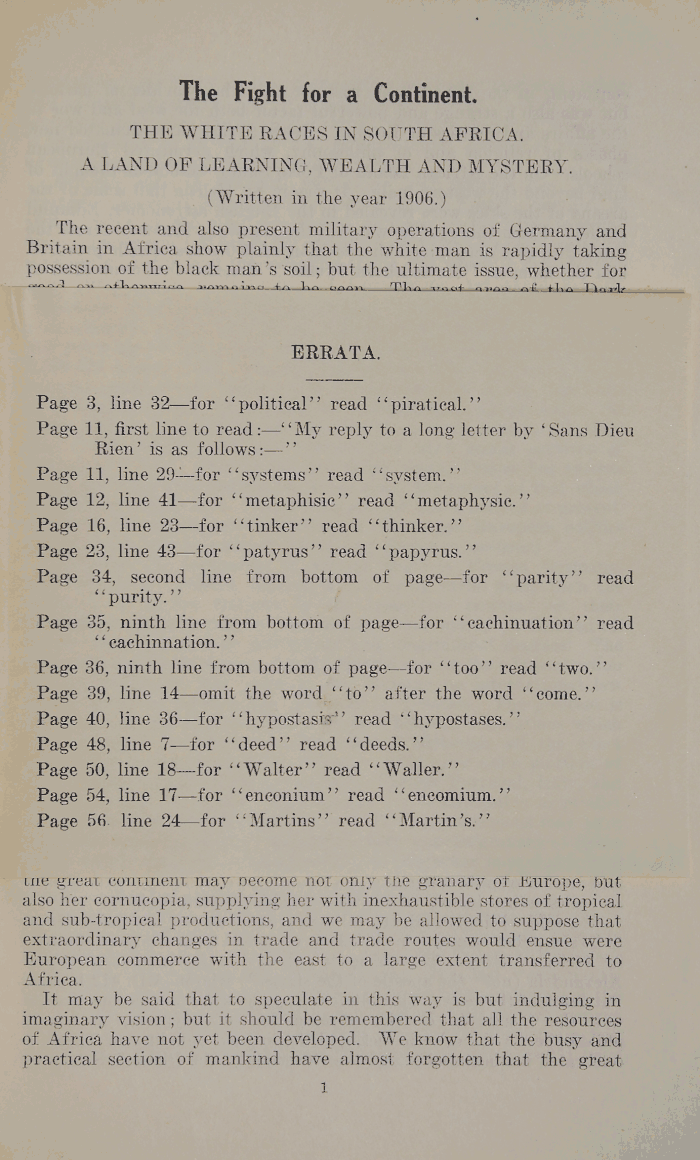 The Fight for a Continent.
THE WHITE RACES IN SOUTH AFRICA.
A LAND OF LEARNING, WEALTH AND MYSTERY.
(Written in the year 1906.)
The recent and also present military operations of Germany and
Britain in Africa show plainly that the white man is rapidly taking
possession of the black man's soil; but the ultimate issue, whether for
good or otherwise remains to be seen. The vast area of the Dark
ERRATA.
Page 3, line 32—for "political" read "piratical."
Page 11, first line to read:—"My reply to a long letter by 'Sans Dieu
Rien' is as follows:—"
Page 11, line 29—for "systems" read "system."
Page 12, line 41—for "metaphisic" read "metaphysic."
Page 16, line 23—for "tinker" read "thinker."
Page 23, line 43—for "patyrus" read "papyrus."
Page 34, second line from bottom of page—for "parity" read
"purity."
Page 35, ninth line from bottom of page—for "cachinuation" read
"cachinnation."
Page 36, ninth line from bottom of page—for "too" read "two."
Page 39, line 14—omit the word "to" after the word "come."
Page 40, line 36—for "hypostasis" read "hypostases."
Page 48, line 7—for "deed" read "deeds."
Page 50, line 18—for "Walter" read "Waller."
Page 54, line 17—for "enconium" read "encomium."
Page 56 line 24—for "Martins" read "Martin's."
the great continent may become not only the granary of Europe, but
also her cornucopia, supplying her with inexhaustible stores of tropical
and sub-tropical productions, and we may be allowed to suppose that
extraordinary changes in trade and trade routes would ensue were
European commerce with the east to a large extent transferred to
Africa.
It may be said that to speculate in this way is but indulging in
imaginary vision; but it should be remembered that all the resources
of Africa have not yet been developed. We know that the busy and
practical section of mankind have almost forgotten that the great
1